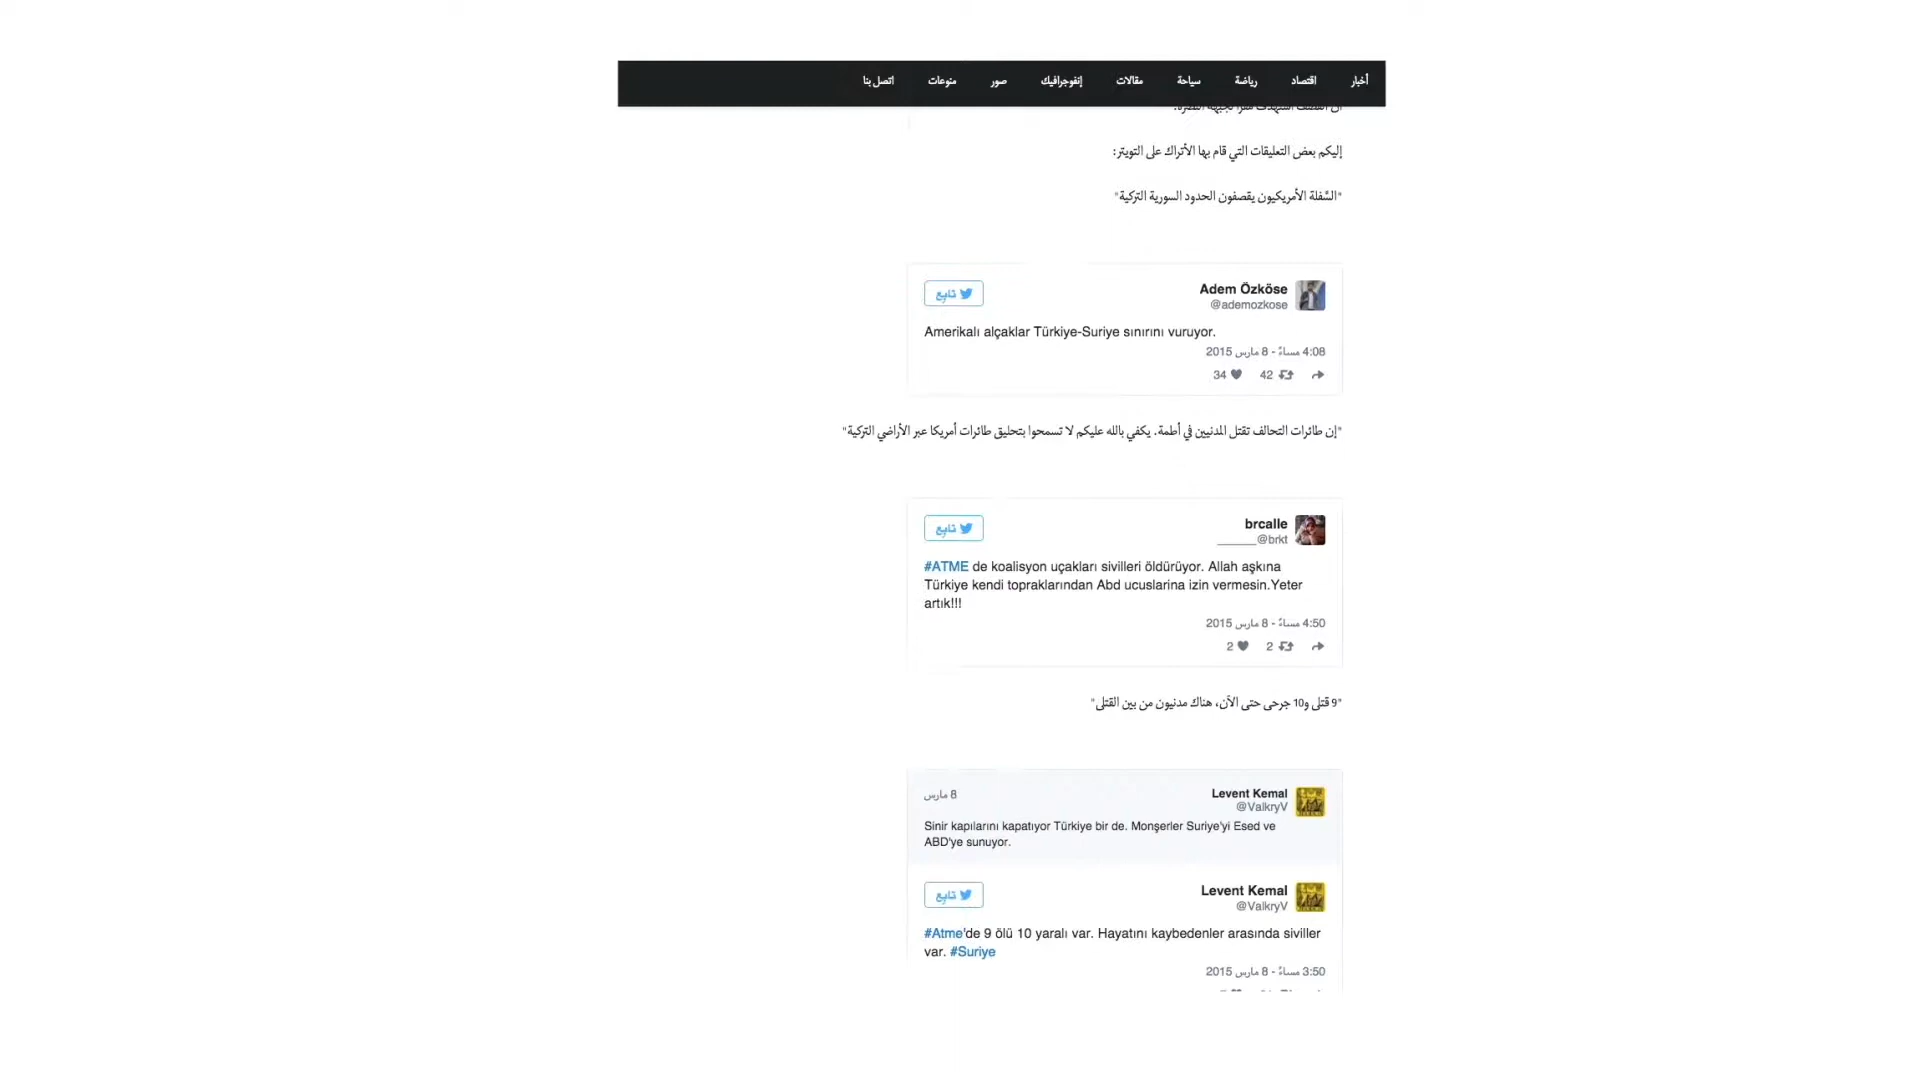 أخبار اقتصاد رياضة سياحة مقالات إنفوجرافيك صور منوعات اتصل بنا
إليكم بعض التعليقات التي قام بها الأتراك على التويتر:
"السَّفلة الأمريكيون يقصفون الحدود السورية التركية"
Adem Özköse
تابِع
@ademozkose
Amerikalı alçaklar Türkiye-Suriye sınırını vuruyor.
4:08 مساءً - 8 مارس 2015
42 34
"إن طائرات التحالف تقتل المدنيين في أطمة. يكفي بالله عليكم لا تسمحوا بتحليق طائرات أمريكا عبر الأراضي التركية"
brcalle
تابِع
@brkt______
#ATME de koalisyon uçakları sivilleri öldürüyor. Allah aşkına
Türkiye kendi topraklarından Abd ucuslarina izin vermesin.Yeter
artık!!!
4:50 مساءً - 8 مارس 2015
2 2
"9 قتلى و10 جرحى حتى الآن، هناك مدنيون من بين القتلى"
Levent Kemal
8 مارس
@ValkryV
Sinir kapılarını kapatıyor Türkiye bir de. Monşerler Suriye'yi Esed ve
ABD'ye sunuyor.
Levent Kemal
تابِع
@ValkryV
#Atme'de 9 ölü 10 yaralı var. Hayatını kaybedenler arasında siviller
var. #Suriye
3:50 مساءً - 8 مارس 2015